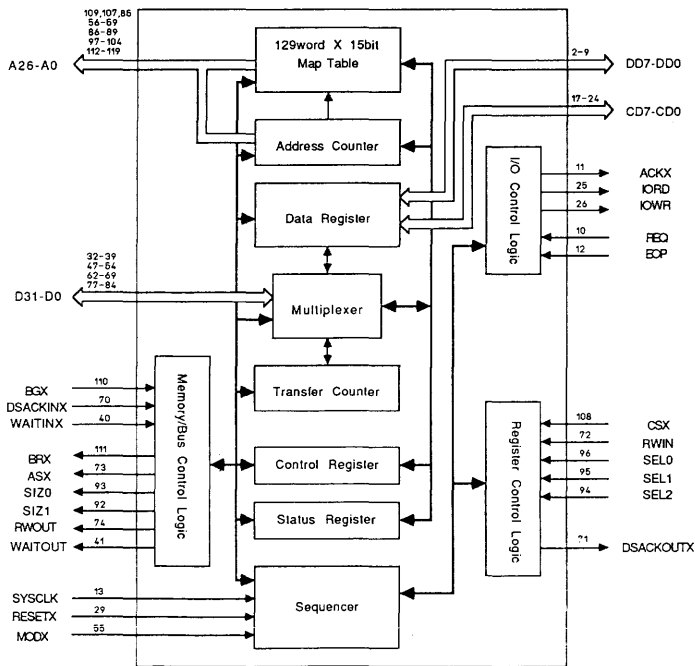 109,107,85
56-59
86-89
97-104
112-119
A26-A0
129word X 15bit
Map Table
2-9
DD7-DD0
17-24
CD7-CD0
Address Counter
I/O Control Logic
11
ACKX
25
IORD
26
IOWR
10
REQ
12
EOP
Data Register
32-39
47-54
62-69
77-84
D31-D0
Multiplexer
Transfer Counter
Memory/Bus Control Logic
BGX
110
DSACKINX
70
WAITINX
40
BRX
111
ASX
73
SIZ0
93
SIZ1
92
RWOUT
74
WAITOUT
41
Control Register
Status Register
Register Control Logic
108
CSX
72
RWIN
96
SEL0
95
SEL1
94
SEL2
71
DSACKOUTX
SYSCLK
13
RESETX
29
MODX
55
Sequencer